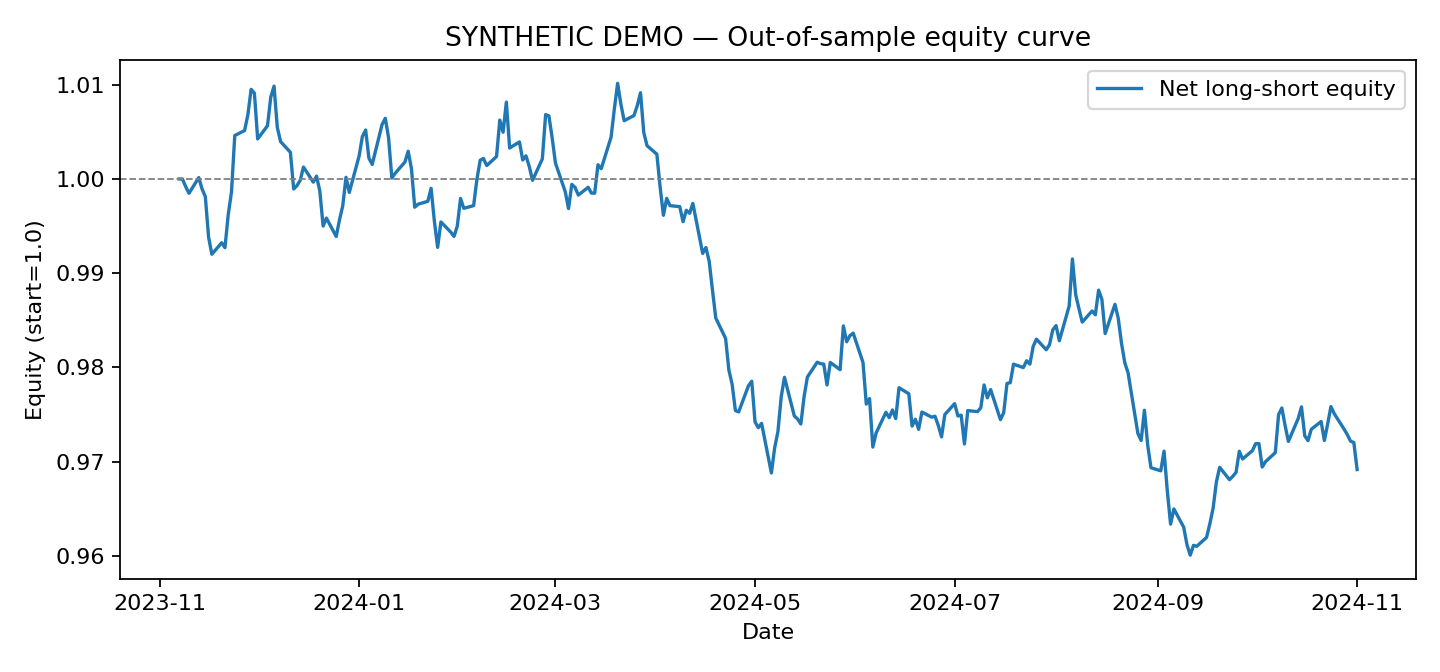 SYNTHETIC DEMO — Out-of-sample equity curve
Net long-short equity
Equity (start=1.0)
1.01
1.00
0.99
0.98
0.97
0.96
2023-11 2024-01 2024-03 2024-05 2024-07 2024-09 2024-11
Date